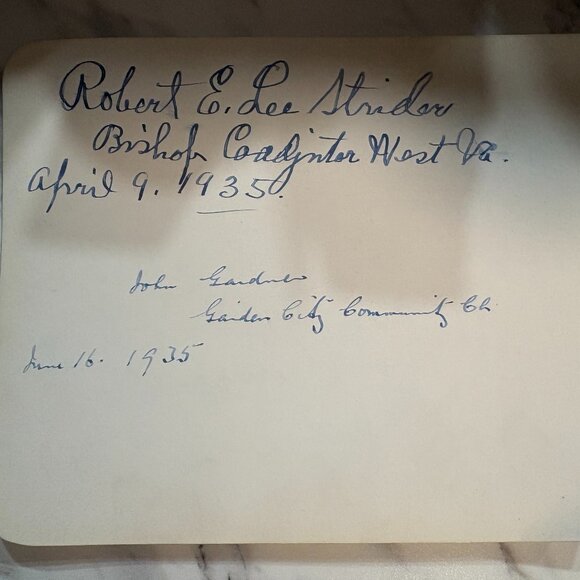 Robert E. Lee Strider
Bishop Coadjutor West Va.
April 9. 1935.
John Gardner
Garden City Community Ch.
June 16. 1935